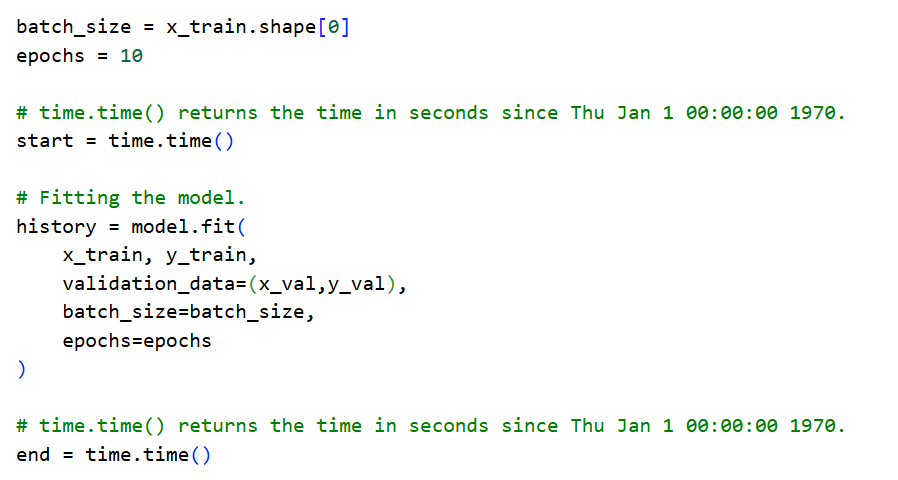 batch_size = x_train.shape[0]
epochs = 10
# time.time() returns the time in seconds since Thu Jan 1 00:00:00 1970.
start = time.time()
# Fitting the model.
history = model.fit(
    x_train, y_train,
    validation_data=(x_val,y_val),
    batch_size=batch_size,
    epochs=epochs
)
# time.time() returns the time in seconds since Thu Jan 1 00:00:00 1970.
end = time.time()